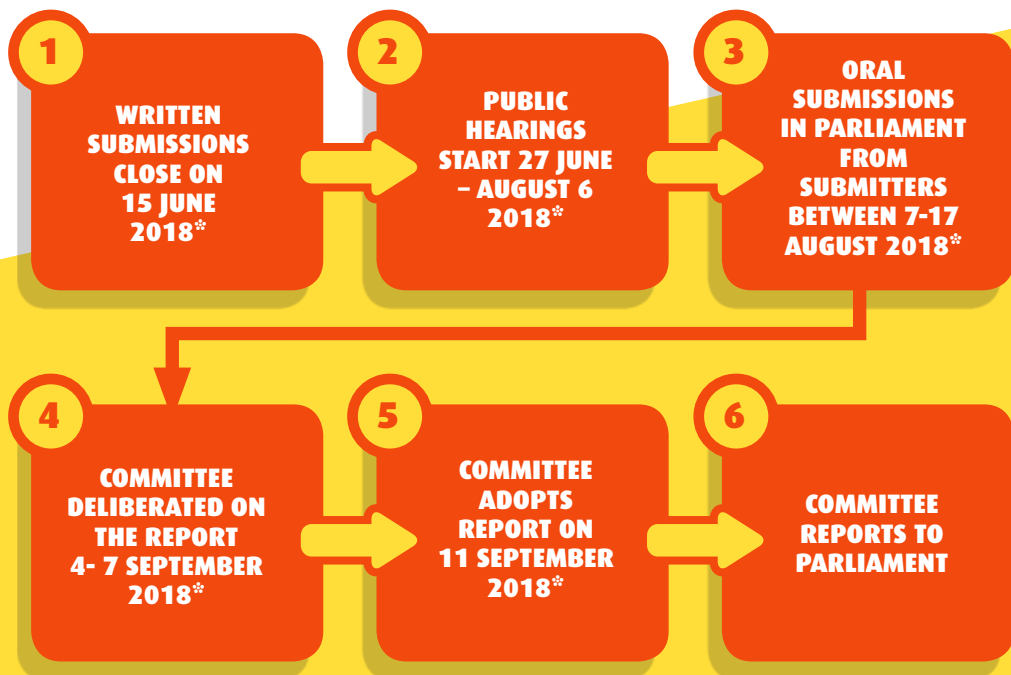 1
WRITTEN
SUBMISSIONS
CLOSE ON
15 JUNE
2018*
2
PUBLIC
HEARINGS
START 27 JUNE
– AUGUST 6
2018*
3
ORAL
SUBMISSIONS
IN PARLIAMENT
FROM
SUBMITTERS
BETWEEN 7-17
AUGUST 2018*
4
COMMITTEE
DELIBERATED ON
THE REPORT
4- 7 SEPTEMBER
2018*
5
COMMITTEE
ADOPTS
REPORT ON
11 SEPTEMBER
2018*
6
COMMITTEE
REPORTS TO
PARLIAMENT